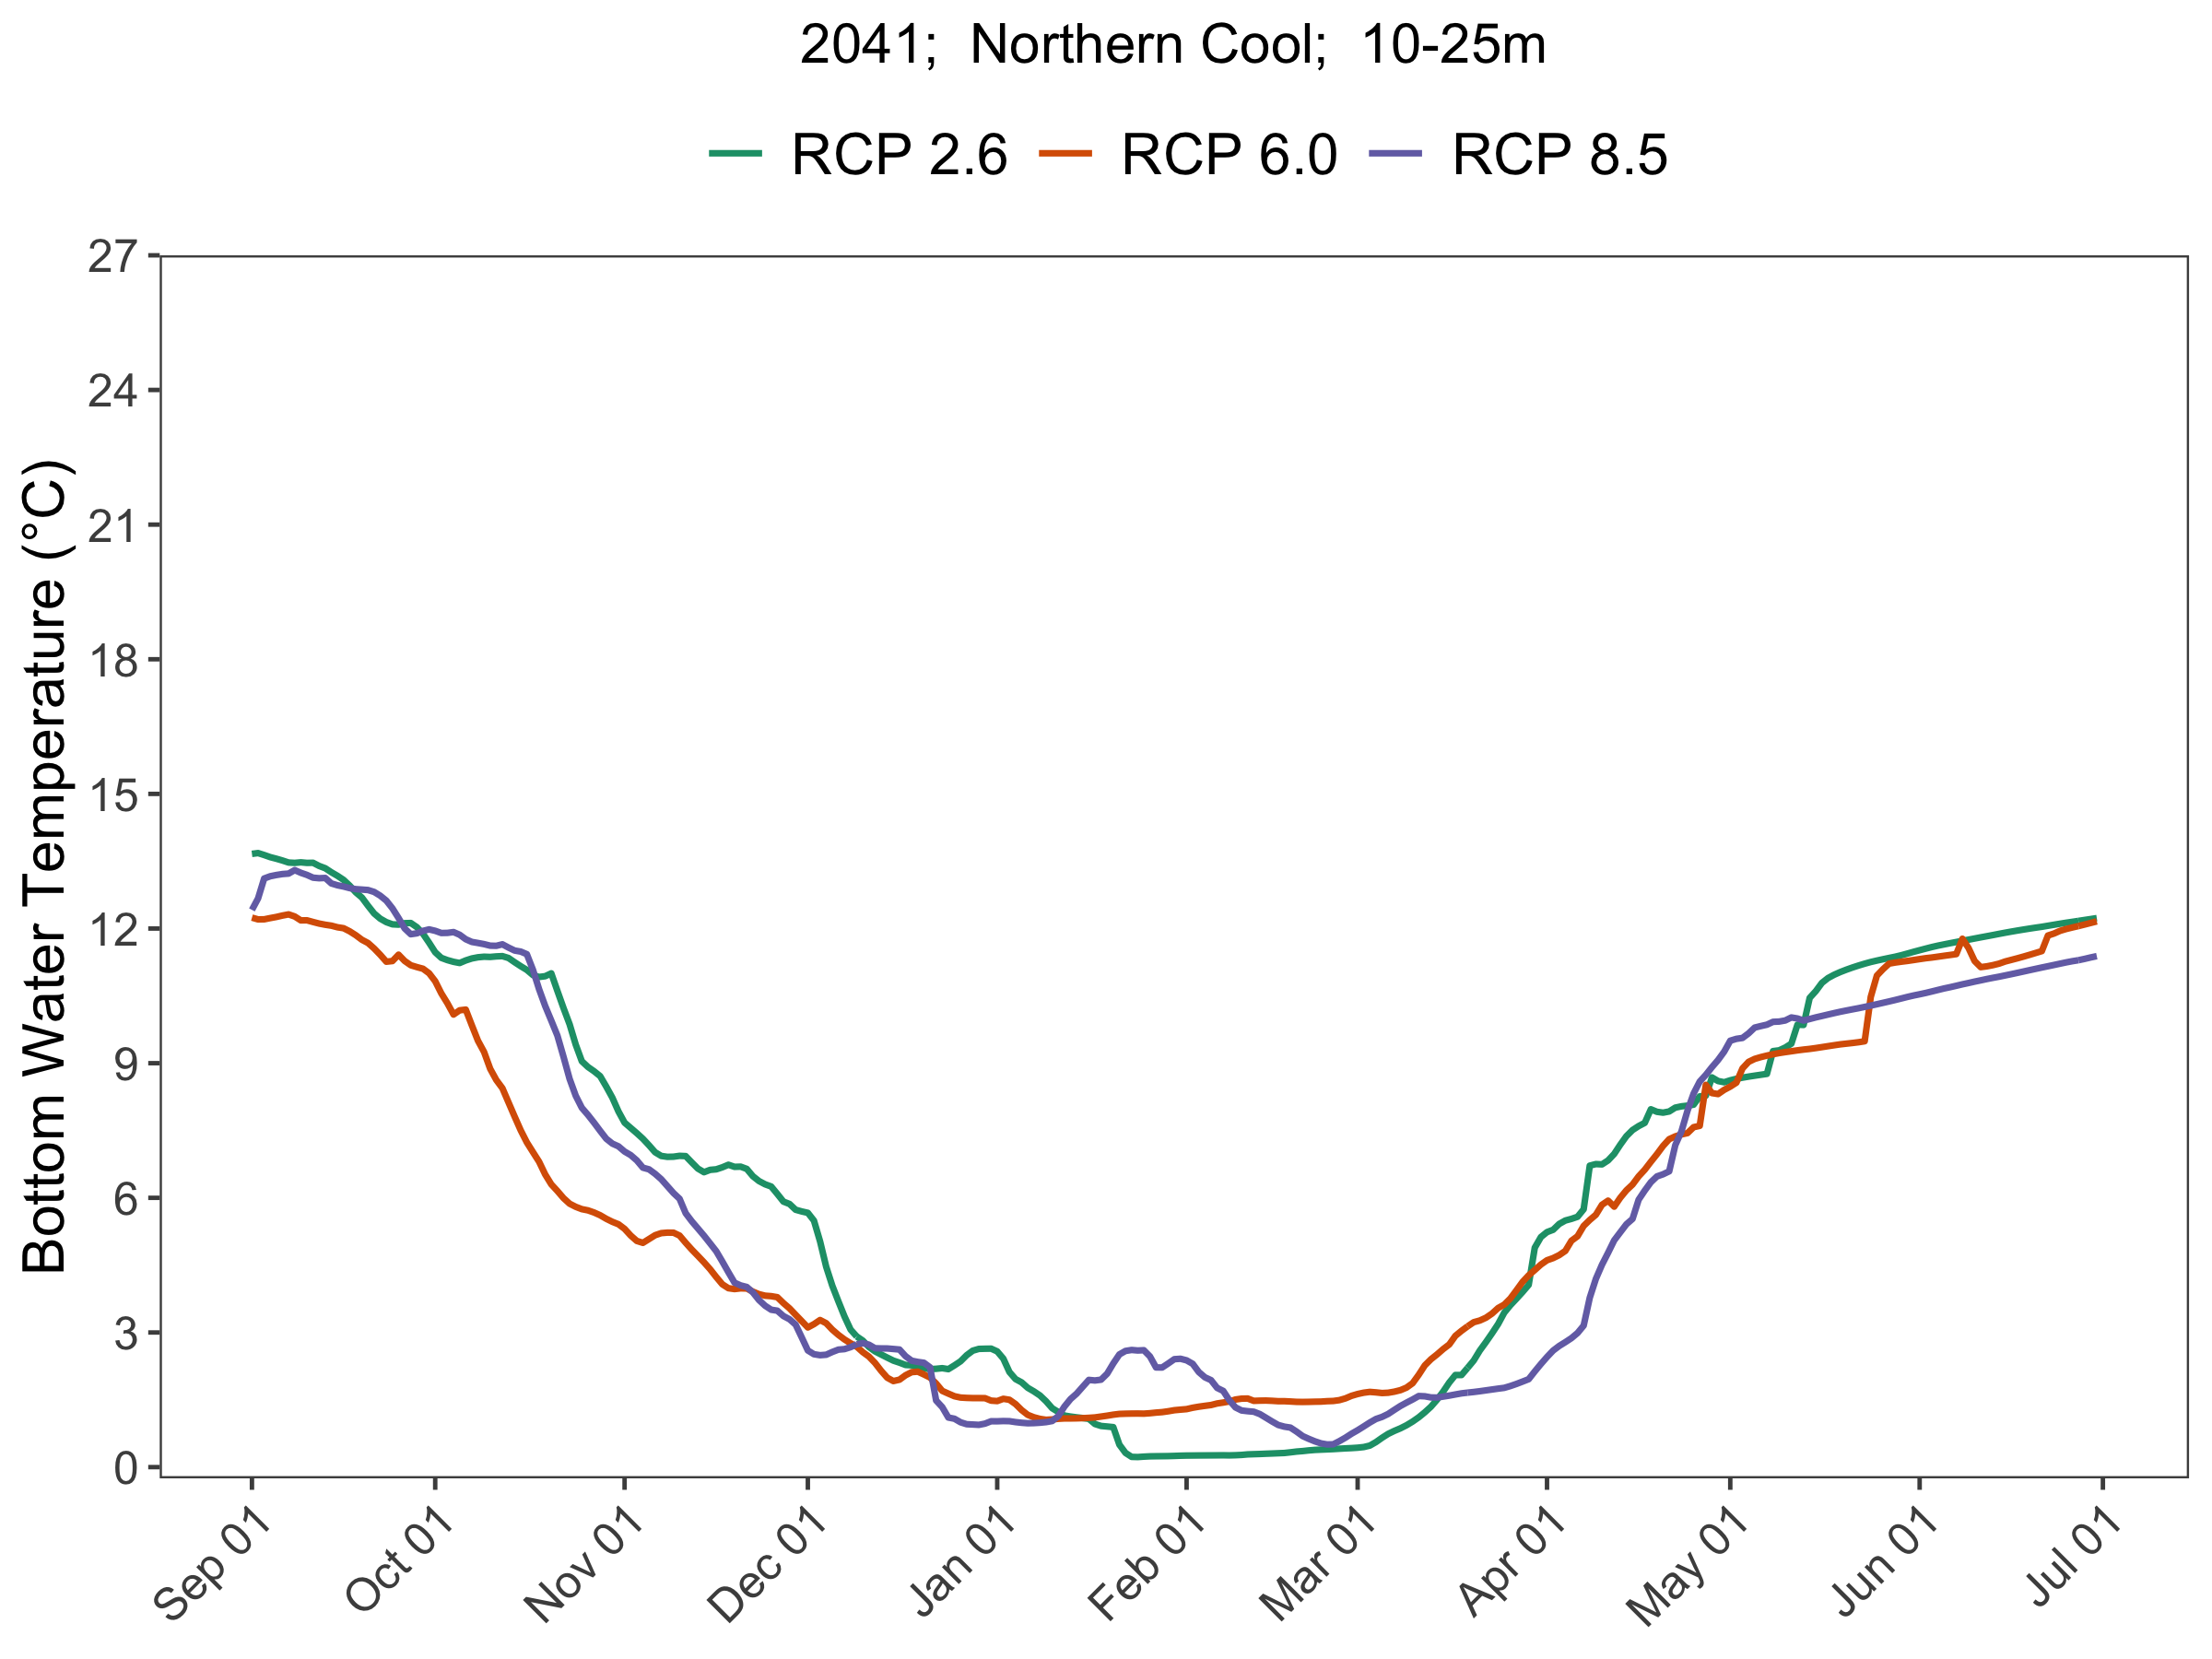 2041;  Northern Cool;  10-25m
RCP 2.6 RCP 6.0 RCP 8.5
Bottom Water Temperature (°C)
27
24
21
18
15
12
9
6
3
0
Sep 01 Oct 01 Nov 01 Dec 01 Jan 01 Feb 01 Mar 01 Apr 01 May 01 Jun 01 Jul 01